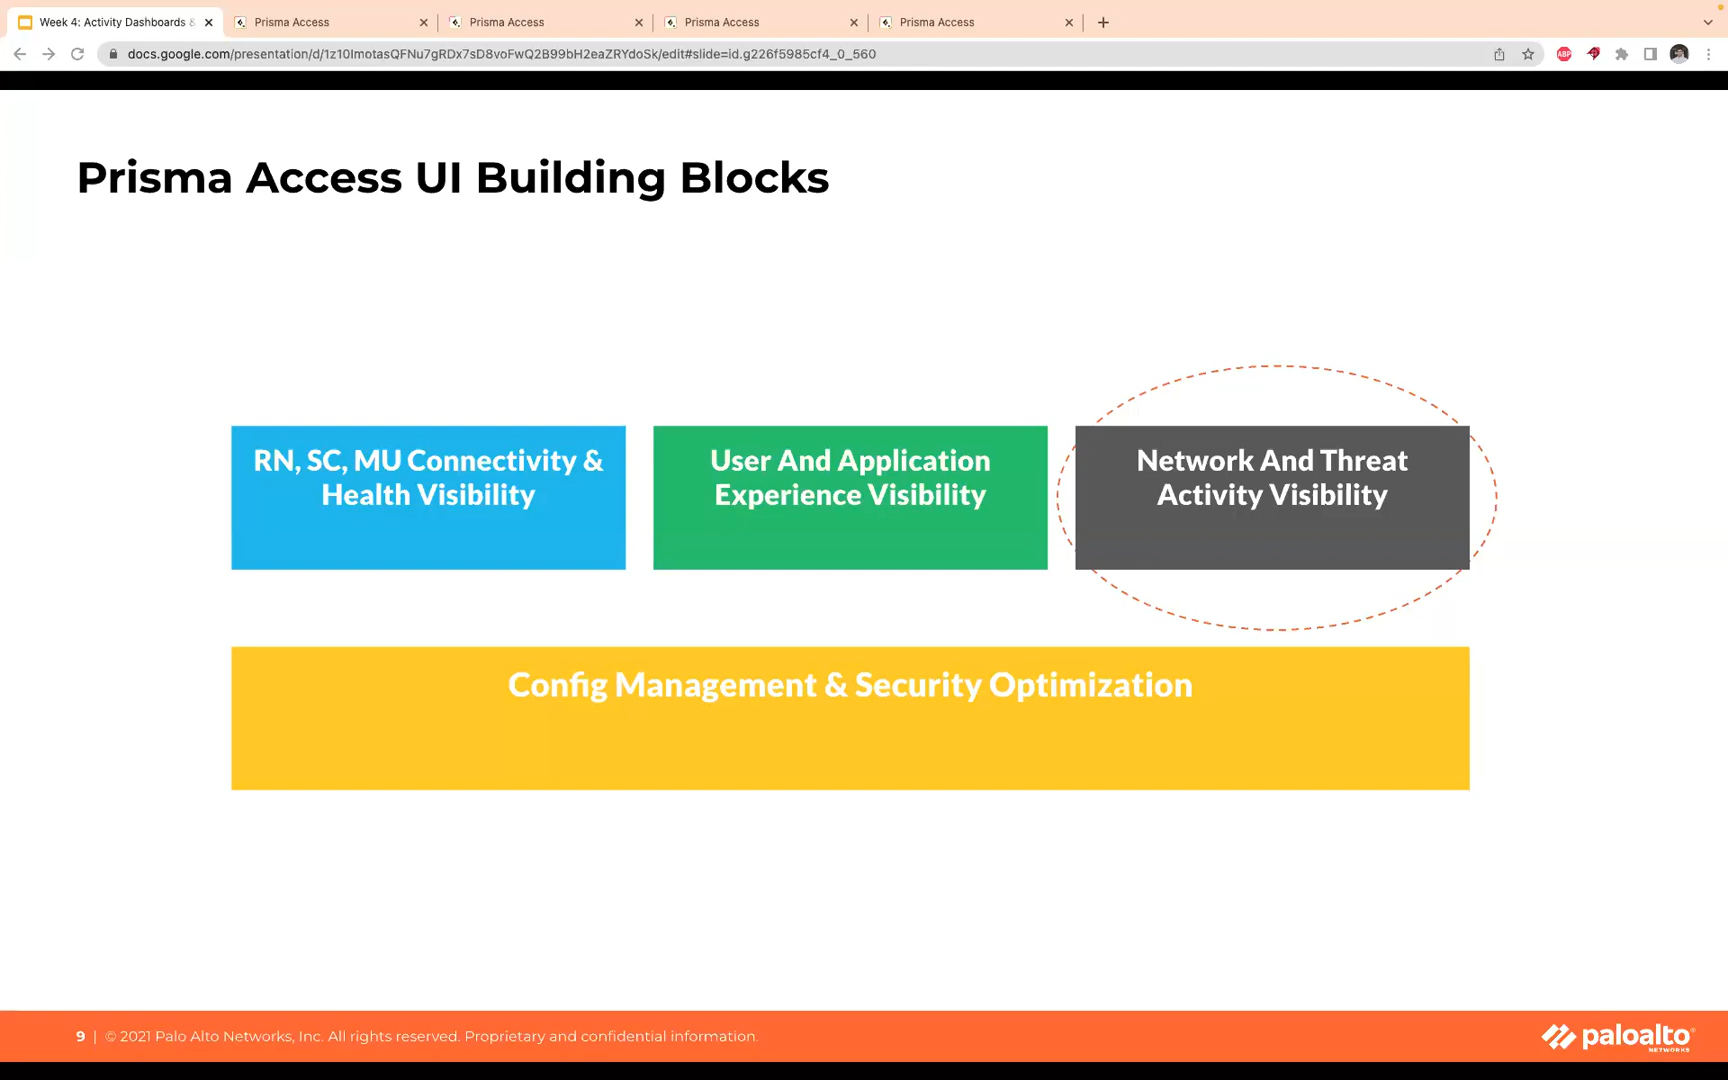 Week 4: Activity Dashboards &
Prisma Access
Prisma Access
Prisma Access
Prisma Access
docs.google.com/presentation/d/1z10ImotasQFNu7gRDx7sD8voFwQ2B99bH2eaZRYdoSk/edit#slide=id.g226f5985cf4_0_560
ABP
Prisma Access UI Building Blocks
RN, SC, MU Connectivity &
Health Visibility
User And Application
Experience Visibility
Network And Threat
Activity Visibility
Config Management & Security Optimization
9 | © 2021 Palo Alto Networks, Inc. All rights reserved. Proprietary and confidential information.
paloalto
NETWORKS